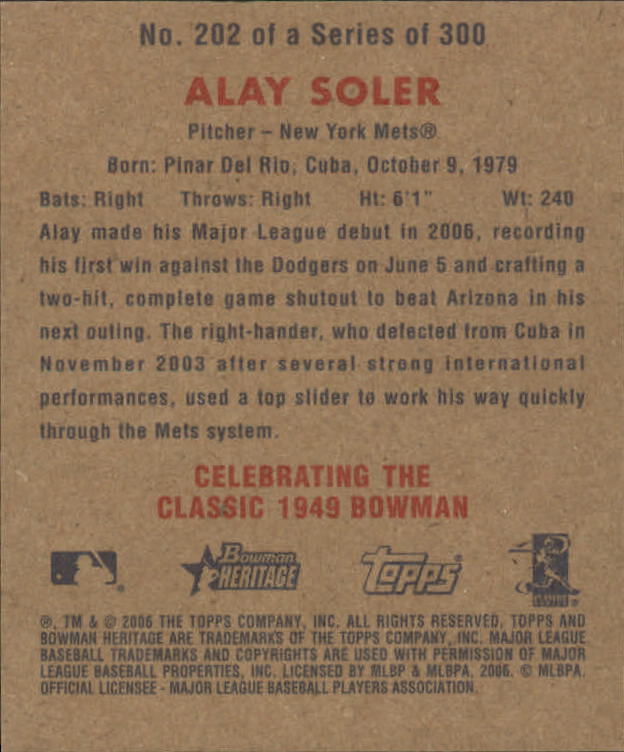 No. 202 of a Series of 300
ALAY SOLER
Pitcher – New York Mets®
Born: Pinar Del Rio, Cuba, October 9, 1979
Bats: Right Throws: Right Ht: 6'1" Wt: 240
Alay made his Major League debut in 2006, recording
his first win against the Dodgers on June 5 and crafting a
two-hit, complete game shutout to beat Arizona in his
next outing. The right-hander, who defected from Cuba in
November 2003 after several strong international
performances, used a top slider to work his way quickly
through the Mets system.
CELEBRATING THE
CLASSIC 1949 BOWMAN
Bowman
HERITAGE
Topps®
®, TM & © 2006 THE TOPPS COMPANY, INC. ALL RIGHTS RESERVED, TOPPS AND
BOWMAN HERITAGE ARE TRADEMARKS OF THE TOPPS COMPANY, INC. MAJOR LEAGUE
BASEBALL TRADEMARKS AND COPYRIGHTS ARE USED WITH PERMISSION OF MAJOR
LEAGUE BASEBALL PROPERTIES, INC. LICENSED BY MLBP & MLBPA, 2006. © MLBPA.
OFFICIAL LICENSEE - MAJOR LEAGUE BASEBALL PLAYERS ASSOCIATION.